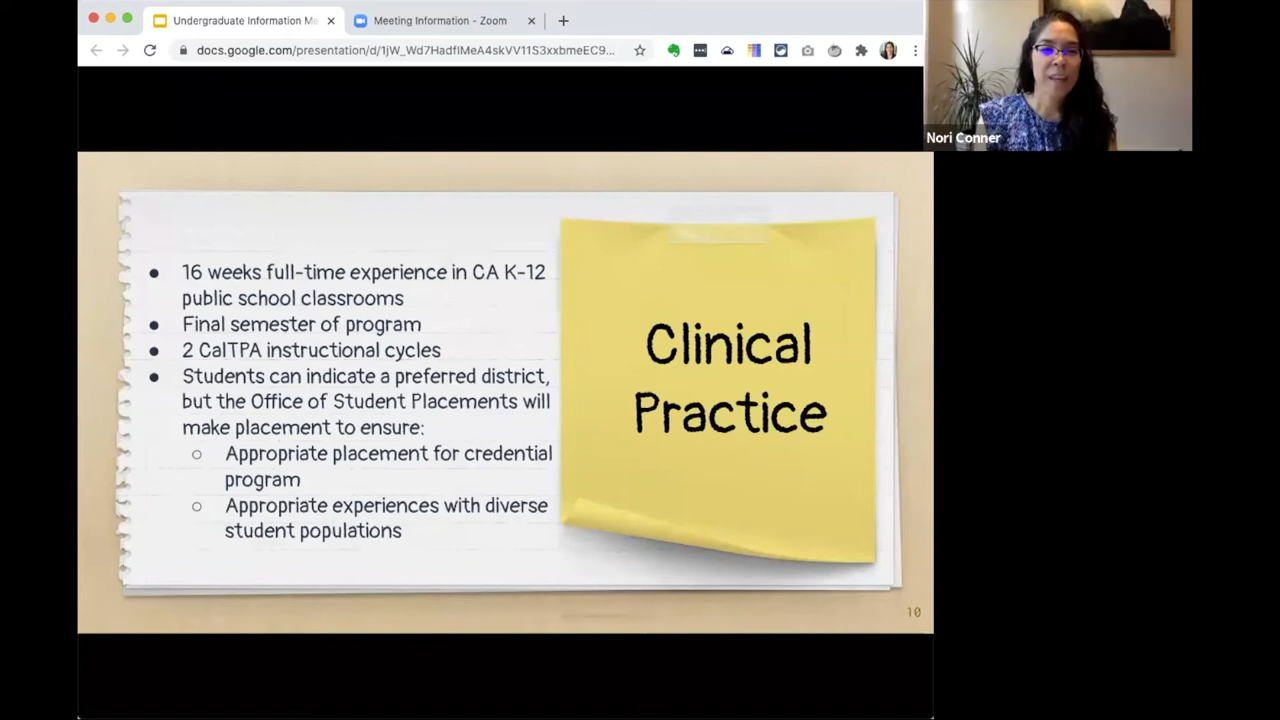 Undergraduate Information Me
Meeting Information - Zoom
docs.google.com/presentation/d/1jW_Wd7HadfIMeA4skVV11S3xxbmeEC9...
Nori Conner
● 16 weeks full-time experience in CA K-12
public school classrooms
● Final semester of program
● 2 CalTPA instructional cycles
● Students can indicate a preferred district,
but the Office of Student Placements will
make placement to ensure:
○ Appropriate placement for credential
program
○ Appropriate experiences with diverse
student populations
Clinical
Practice
10